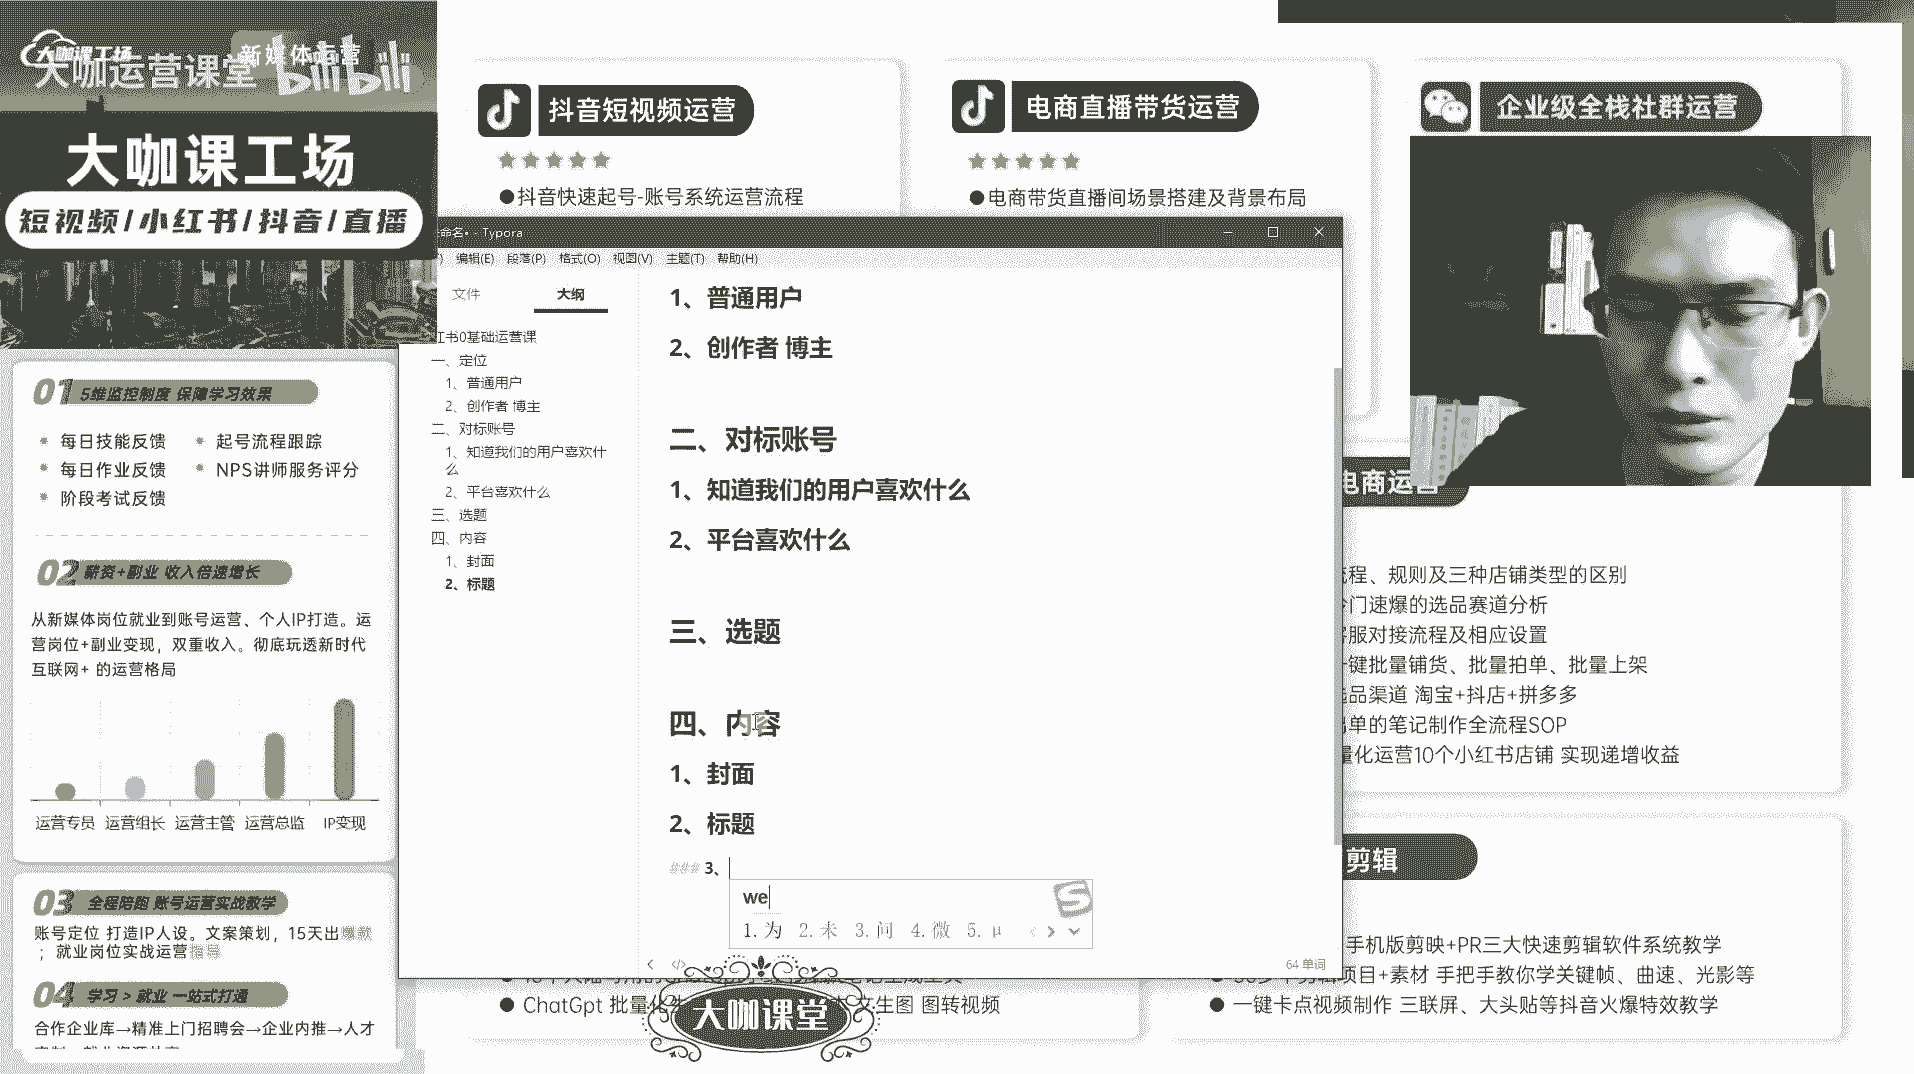 大咖课工场
新媒体运营
大咖运营课堂 bilibili
大咖课工场
短视频/小红书/抖音/直播
01 5维监控制度 保障学习效果
每日技能反馈
起号流程跟踪
每日作业反馈
NPS讲师服务评分
阶段考试反馈
02 薪资+副业 收入倍速增长
从新媒体岗位就业到账号运营、个人IP打造。运
营岗位+副业变现，双重收入。彻底玩透新时代
互联网+ 的运营格局
运营专员 运营组长 运营主管 运营总监 IP变现
03 全程陪跑 账号运营实战教学
账号定位 打造IP人设。文案策划，15天出爆款
；就业岗位实战运营指导
04 学习 > 就业 一站式打通
合作企业库→精准上门招聘会→企业内推→人才
抖音短视频运营
●抖音快速起号-账号系统运营流程
电商直播带货运营
●电商带货直播间场景搭建及背景布局
企业级全栈社群运营
命名• - Typora
编辑(E) 段落(P) 格式(O) 视图(V) 主题(T) 帮助(H)
文件 大纲
红书0基础运营课
一、定位
1、普通用户
2、创作者 博主
二、对标账号
1、知道我们的用户喜欢什
么
2、平台喜欢什么
三、选题
四、内容
1、封面
2、标题
1、普通用户
2、创作者 博主
二、对标账号
1、知道我们的用户喜欢什么
2、平台喜欢什么
三、选题
四、内容
1、封面
2、标题
### 3、
we
1.为 2.未 3.问 4.微 5.μ
64 单词
电商运营
流程、规则及三种店铺类型的区别
门速爆的选品赛道分析
客服对接流程及相应设置
一键批量铺货、批量拍单、批量上架
选品渠道 淘宝+抖店+拼多多
出单的笔记制作全流程SOP
量化运营10个小红书店铺 实现递增收益
剪辑
手机版剪映+PR三大快速剪辑软件系统教学
项目+素材 手把手教你学关键帧、曲速、光影等
● 一键卡点视频制作 三联屏、大头贴等抖音火爆特效教学
● ChatGpt 批量化
文生图 图转视频
大咖课堂